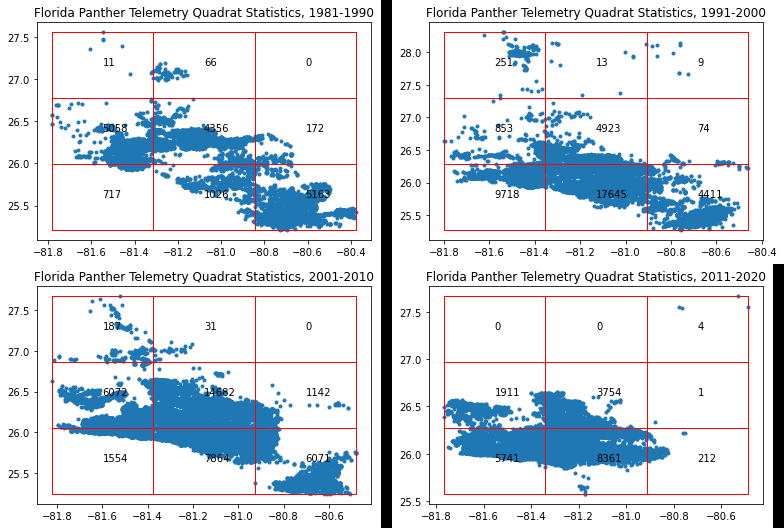 Florida Panther Telemetry Quadrat Statistics, 1981-1990
27.5
27.0
26.5
26.0
25.5
11 66 0
5058 4356 172
717 1026 5163
−81.8 −81.6 −81.4 −81.2 −81.0 −80.8 −80.6 −80.4
Florida Panther Telemetry Quadrat Statistics, 1991-2000
28.0
27.5
27.0
26.5
26.0
25.5
251 13 9
853 4923 74
9718 17645 4411
−81.8 −81.6 −81.4 −81.2 −81.0 −80.8 −80.6 −80.4
Florida Panther Telemetry Quadrat Statistics, 2001-2010
27.5
27.0
26.5
26.0
25.5
187 31 0
6072 14682 1142
1554 7864 6071
−81.8 −81.6 −81.4 −81.2 −81.0 −80.8 −80.6
Florida Panther Telemetry Quadrat Statistics, 2011-2020
27.5
27.0
26.5
26.0
25.5
0 0 4
1911 3754 1
5741 8361 212
−81.8 −81.6 −81.4 −81.2 −81.0 −80.8 −80.6